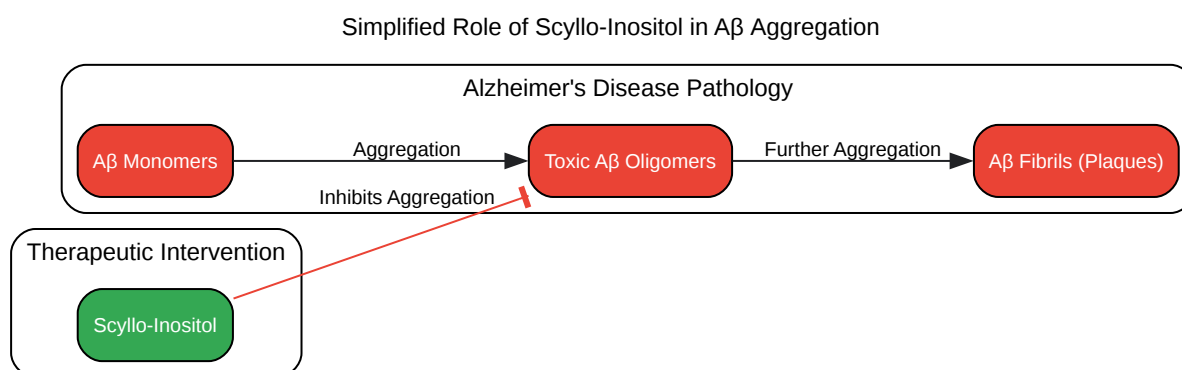 Simplified Role of Scyllo-Inositol in Aβ Aggregation
Alzheimer's Disease Pathology
Aβ Monomers
Aggregation
Toxic Aβ Oligomers
Further Aggregation
Aβ Fibrils (Plaques)
Inhibits Aggregation
Therapeutic Intervention
Scyllo-Inositol